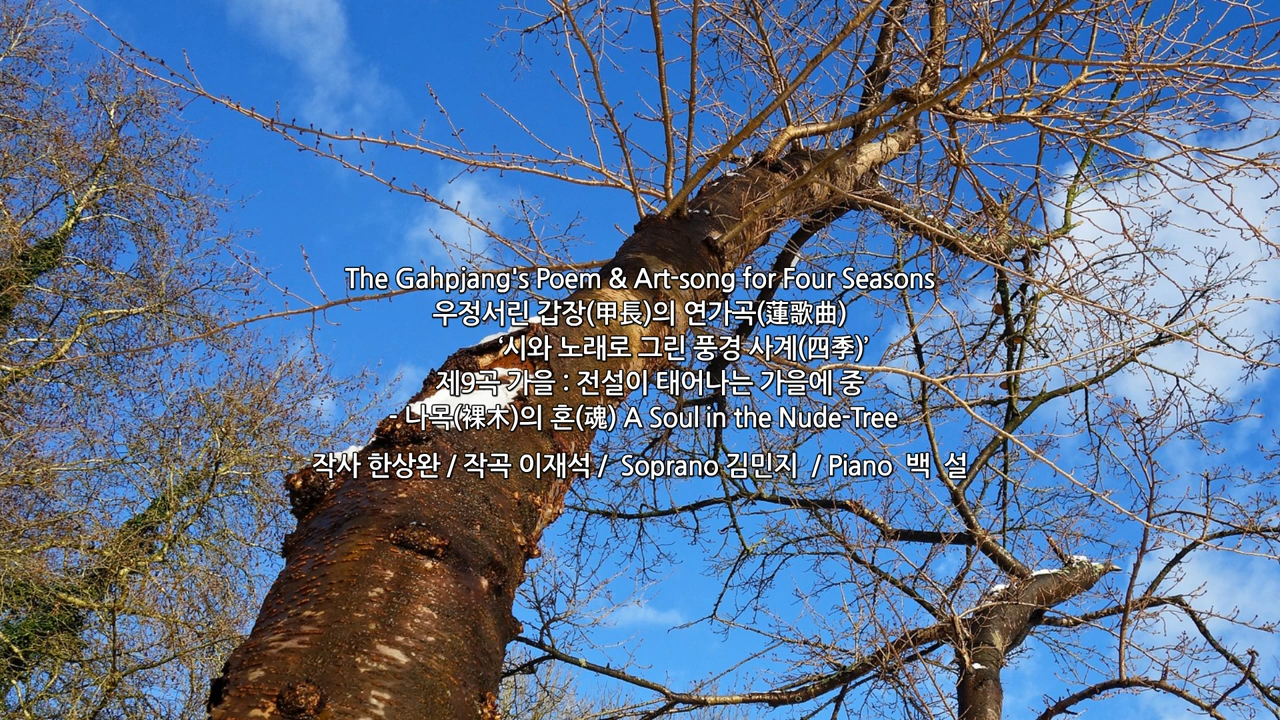 The Gahpjang's Poem & Art-song for Four Seasons
우정서린 갑장(甲長)의 연가곡(蓮歌曲)
‘시와 노래로 그린 풍경 사계(四季)’
제9곡 가을 : 전설이 태어나는 가을에 중
- 나목(裸木)의 혼(魂) A Soul in the Nude-Tree
작사 한상완 / 작곡 이재석 / Soprano 김민지 / Piano 백 설